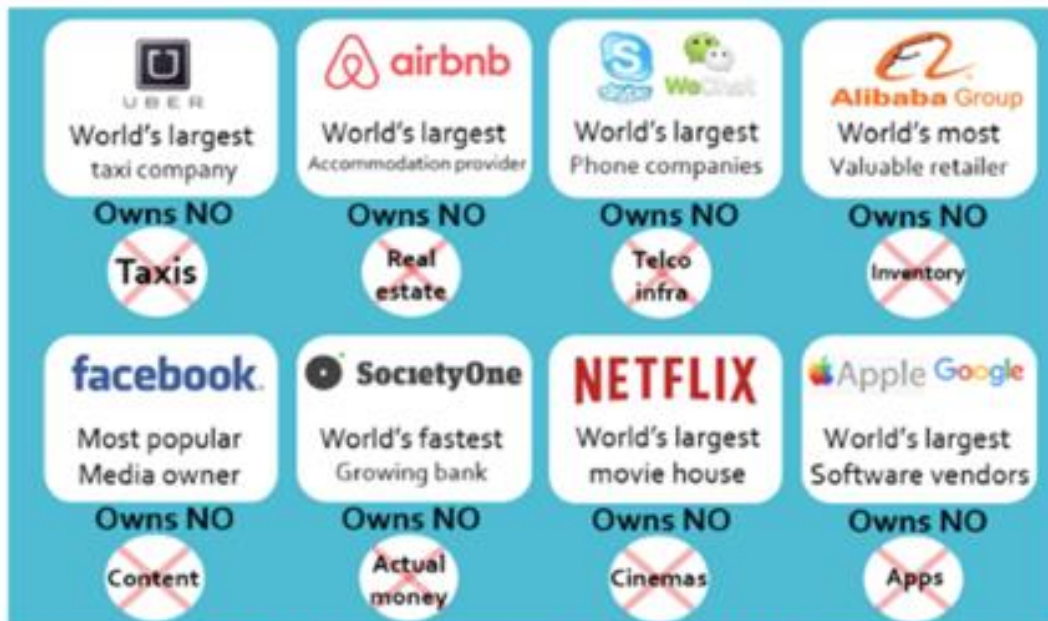 UBER
World's largest
taxi company
Owns NO
Taxis
airbnb
World's largest
Accommodation provider
Owns NO
Real
estate
skype WeChat
World's largest
Phone companies
Owns NO
Telco
infra
Alibaba Group
World's most
Valuable retailer
Owns NO
Inventory
facebook.
Most popular
Media owner
Owns NO
Content
SocietyOne
World's fastest
Growing bank
Owns NO
Actual
money
NETFLIX
World's largest
movie house
Owns NO
Cinemas
Apple Google
World's largest
Software vendors
Owns NO
Apps